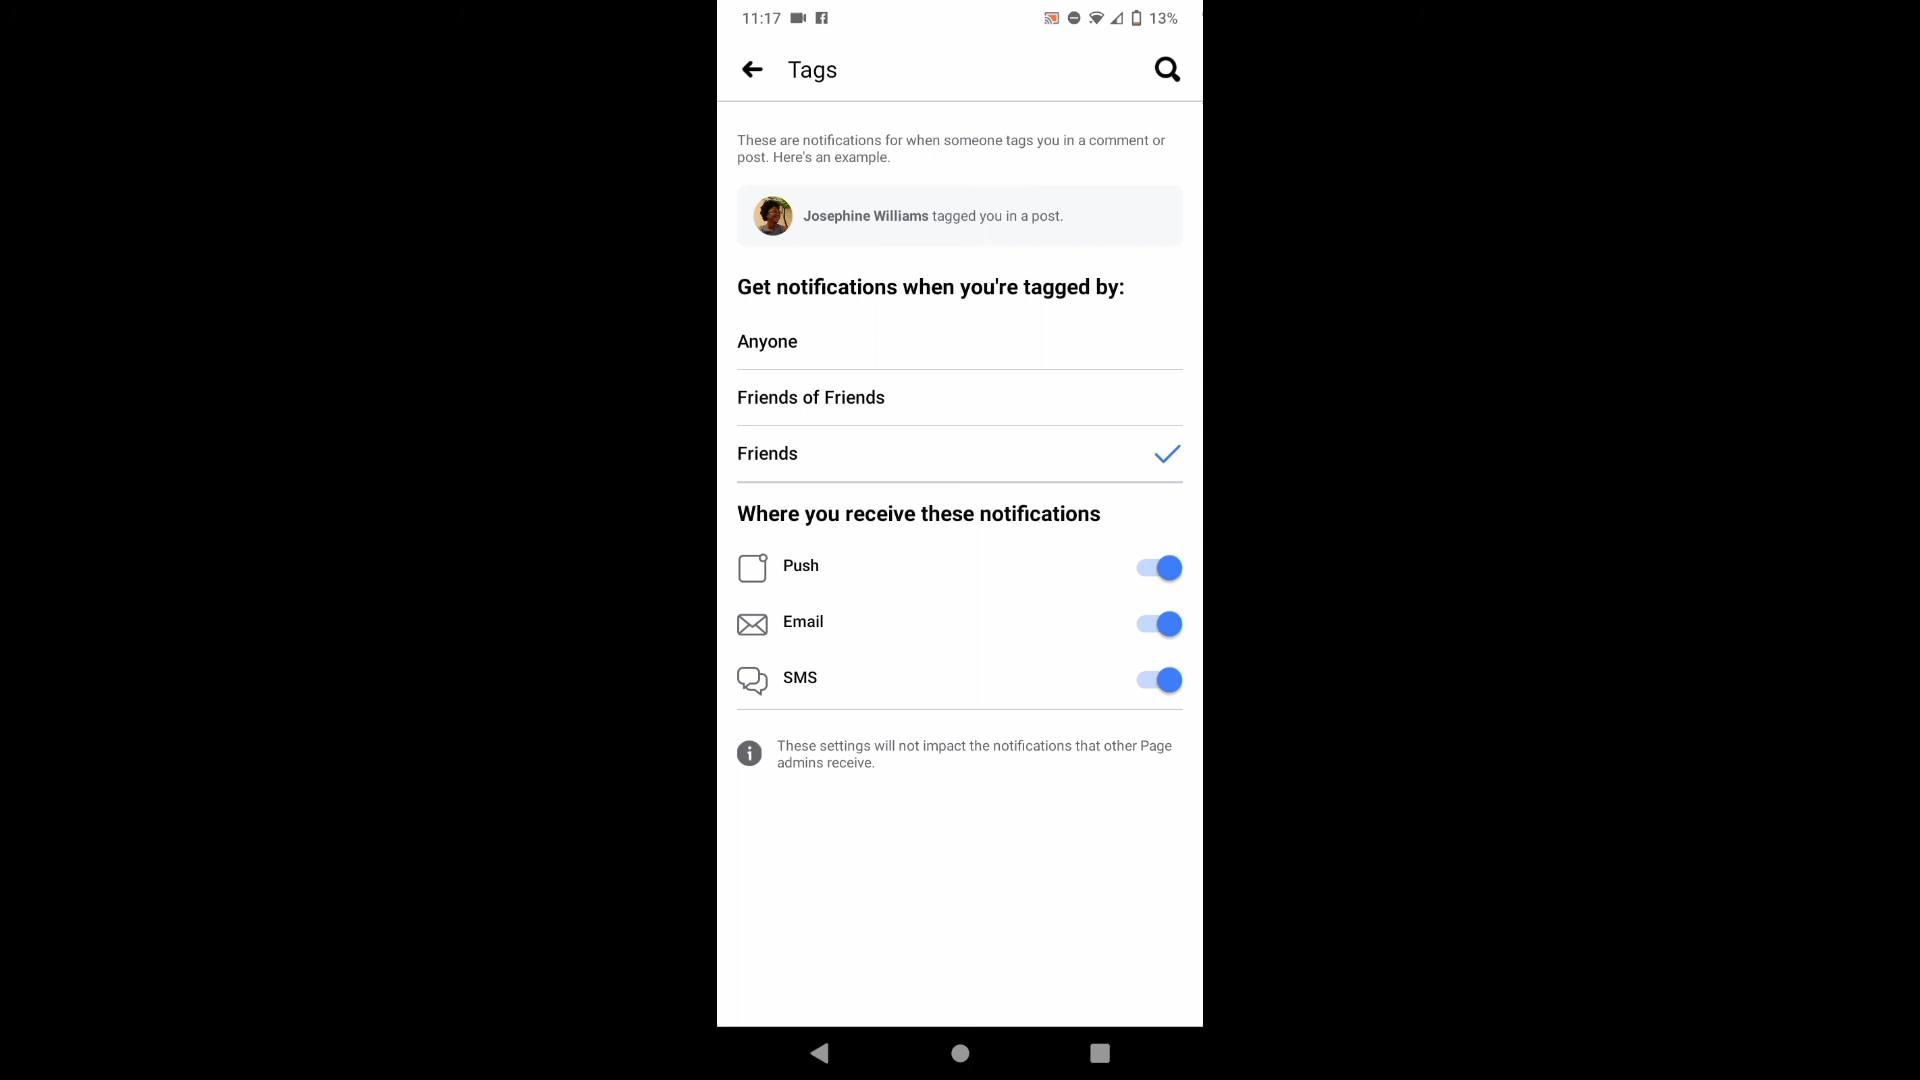 11:17
13%
Tags
These are notifications for when someone tags you in a comment or
post. Here's an example.
Josephine Williams tagged you in a post.
Get notifications when you're tagged by:
Anyone
Friends of Friends
Friends
Where you receive these notifications
Push
Email
SMS
These settings will not impact the notifications that other Page
admins receive.